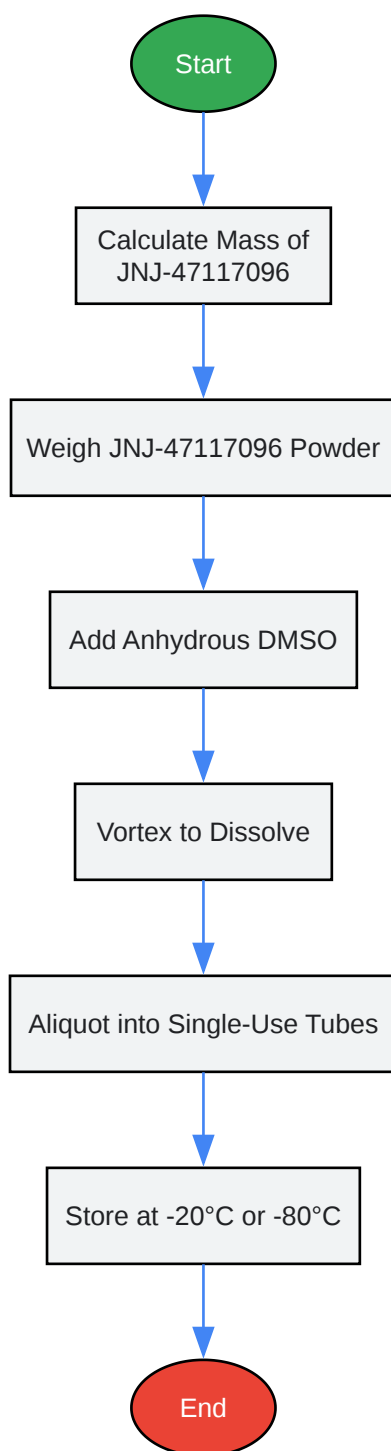 Start
Calculate Mass of
JNJ-47117096
Weigh JNJ-47117096 Powder
Add Anhydrous DMSO
Vortex to Dissolve
Aliquot into Single-Use Tubes
Store at -20°C or -80°C
End